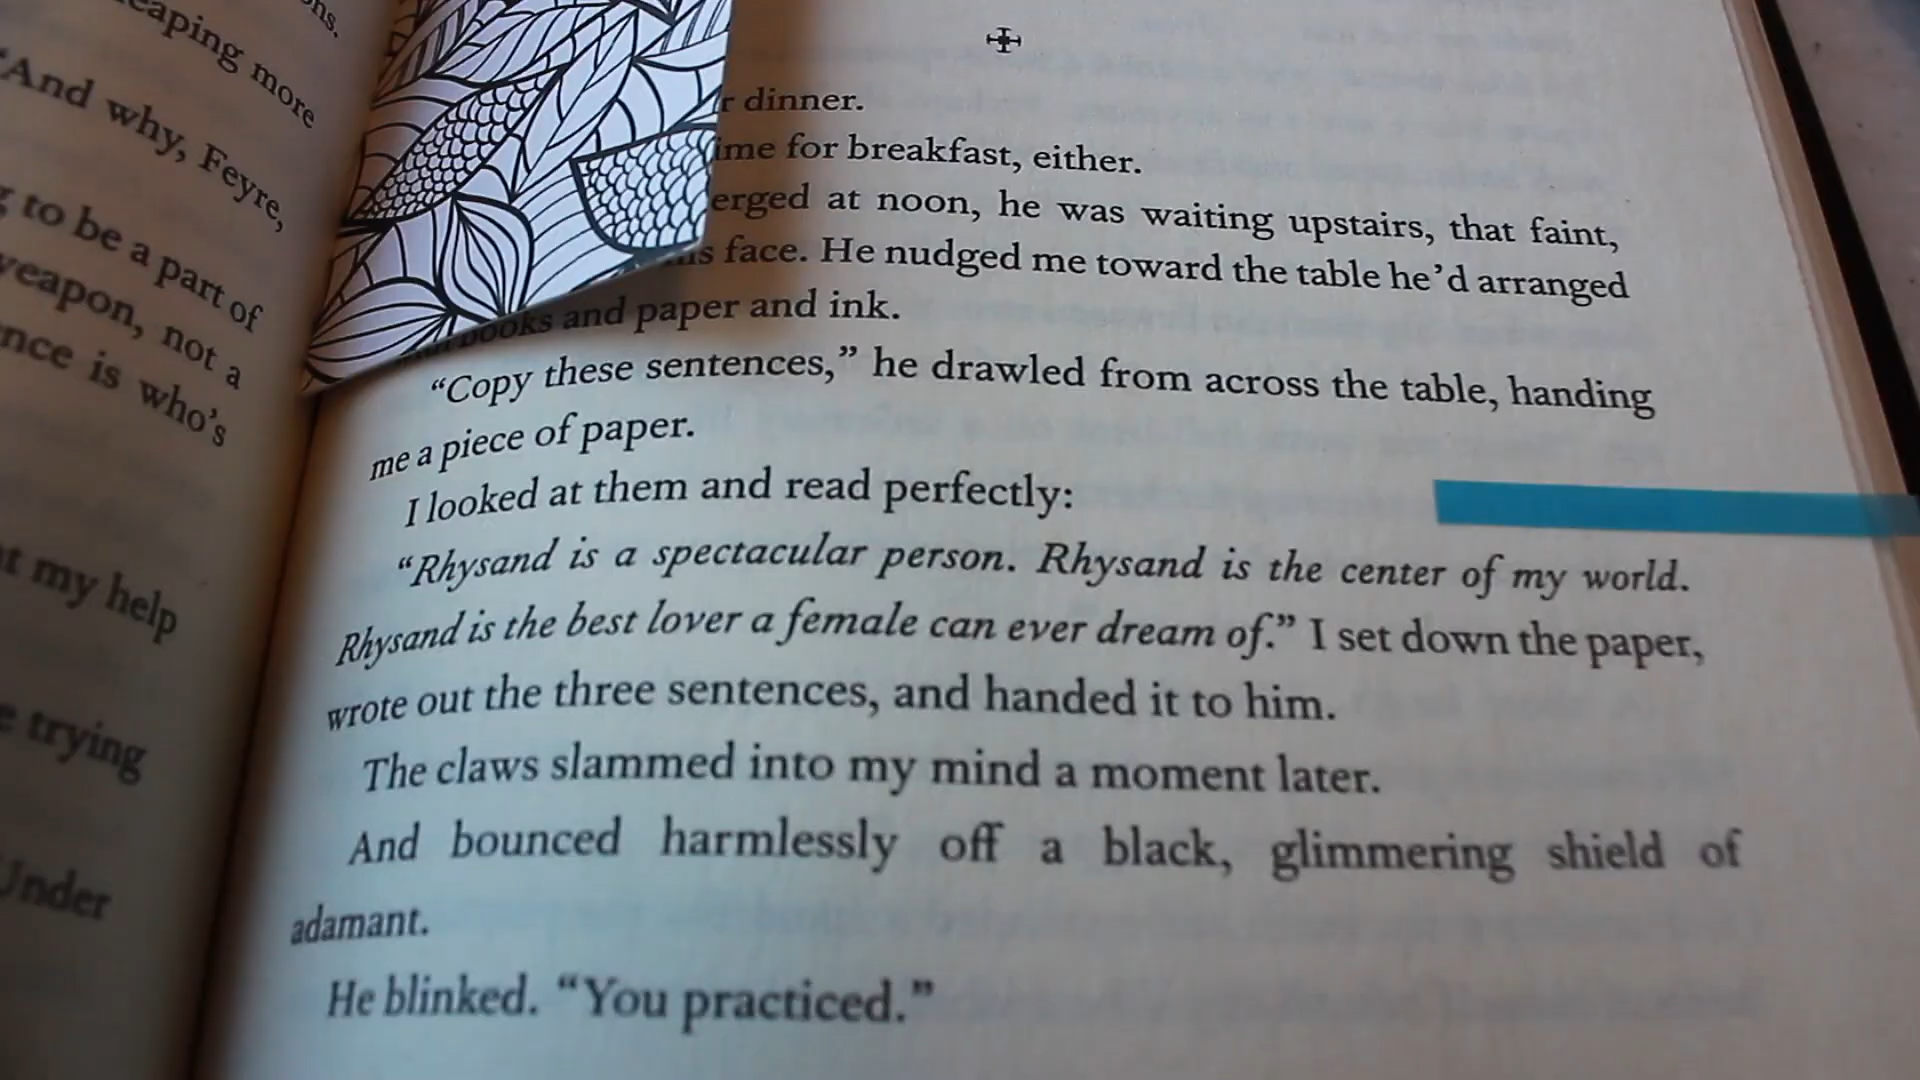 ons.
heaping more
"And why, Feyre,
to be a part of
weapon, not a
is who's
my help
trying
Under
dinner.
for breakfast, either.
at noon, he was waiting upstairs, that faint,
face. He nudged me toward the table he'd arranged
books and paper and ink.
"Copy these sentences," he drawled from across the table, handing
me a piece of paper.
I looked at them and read perfectly:
"Rhysand is a spectacular person. Rhysand is the center of my world.
Rhysand is the best lover a female can ever dream of." I set down the paper,
wrote out the three sentences, and handed it to him.
The claws slammed into my mind a moment later.
And bounced harmlessly off a black, glimmering shield of
adamant.
He blinked. "You practiced."